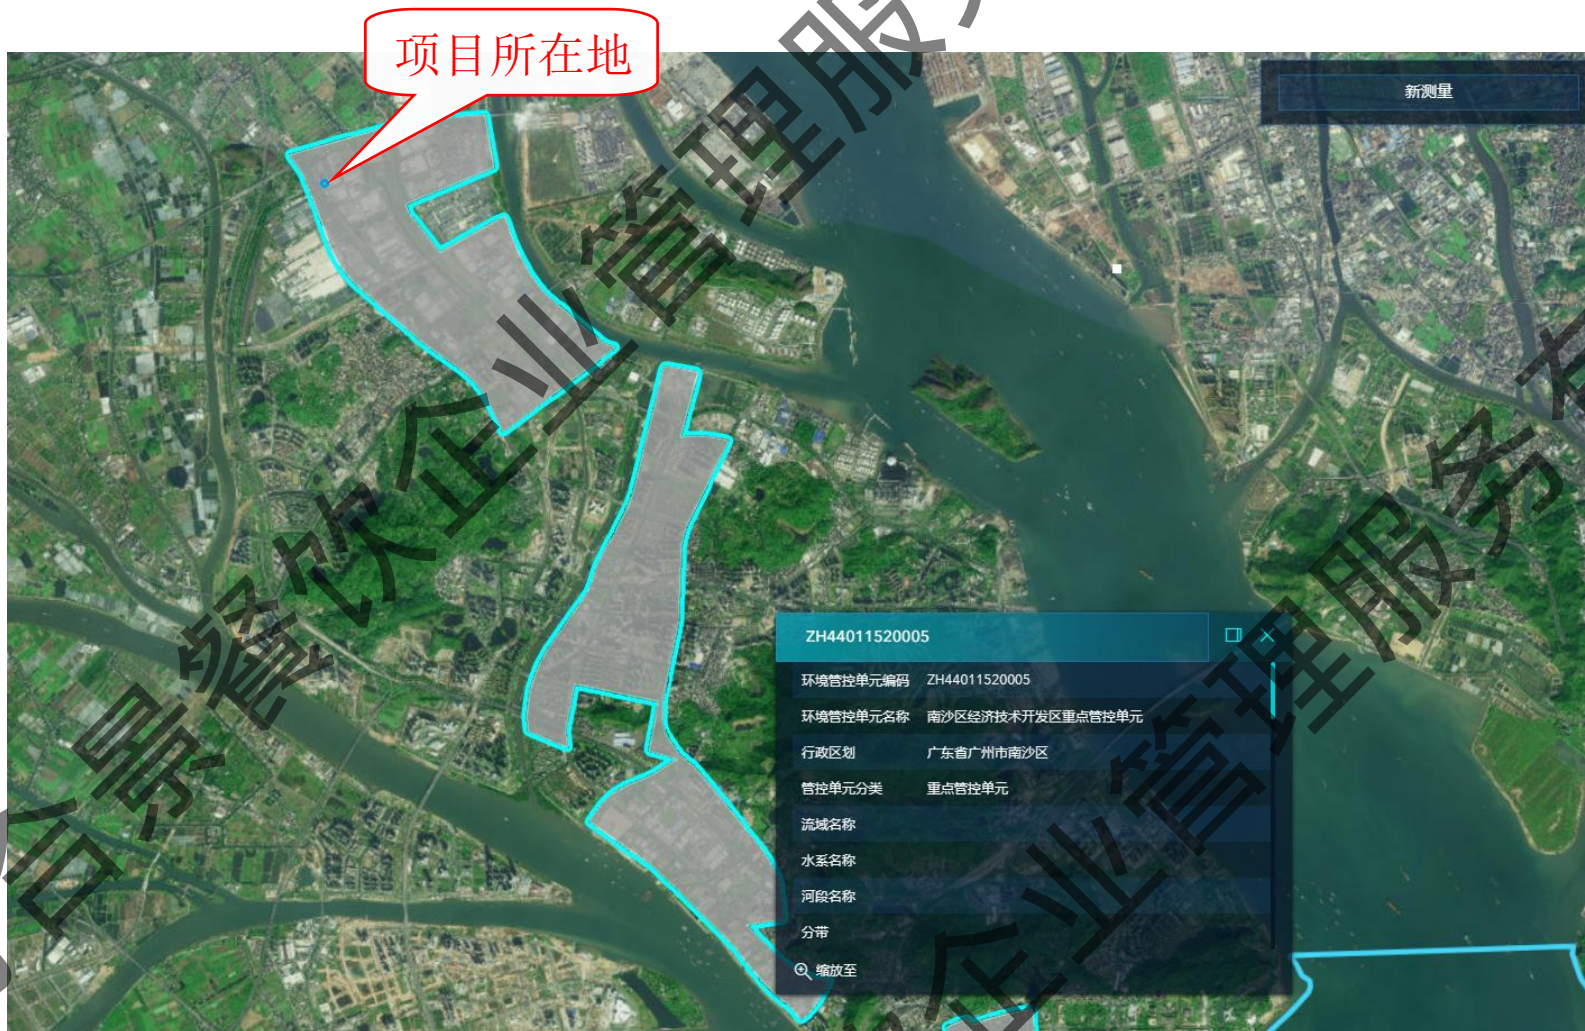 项目所在地
新测量
ZH44011520005
环境管控单元编码 ZH44011520005
环境管控单元名称 南沙区经济技术开发区重点管控单元
行政区划 广东省广州市南沙区
管控单元分类 重点管控单元
流域名称
水系名称
河段名称
分带
缩放至
合景餐饮企业管理服务
企业管理服务有